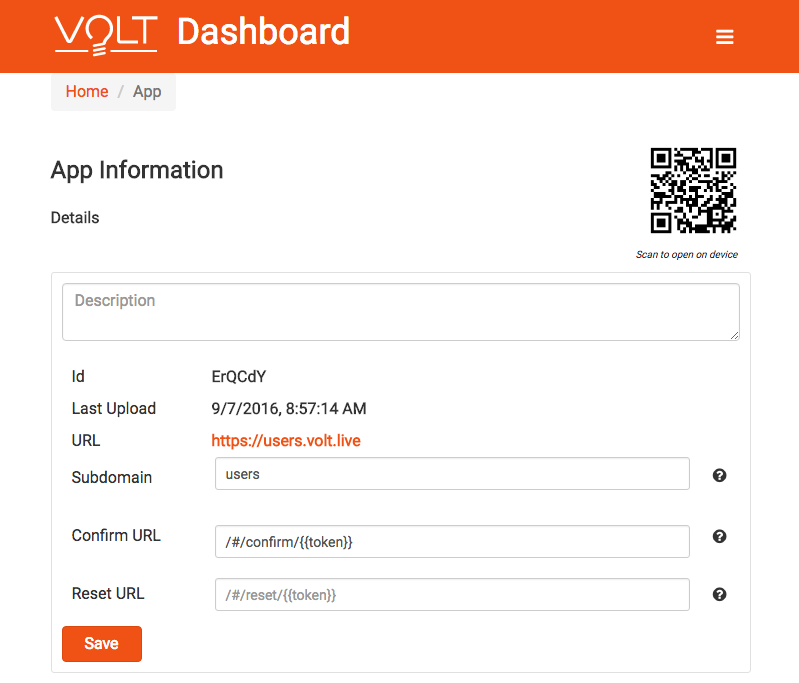 VOLT Dashboard
Home / App
App Information
Details
Scan to open on device
Description
Id ErQCdY
Last Upload 9/7/2016, 8:57:14 AM
URL https://users.volt.live
Subdomain users ?
Confirm URL /#/confirm/{{token}} ?
Reset URL /#/reset/{{token}} ?
Save